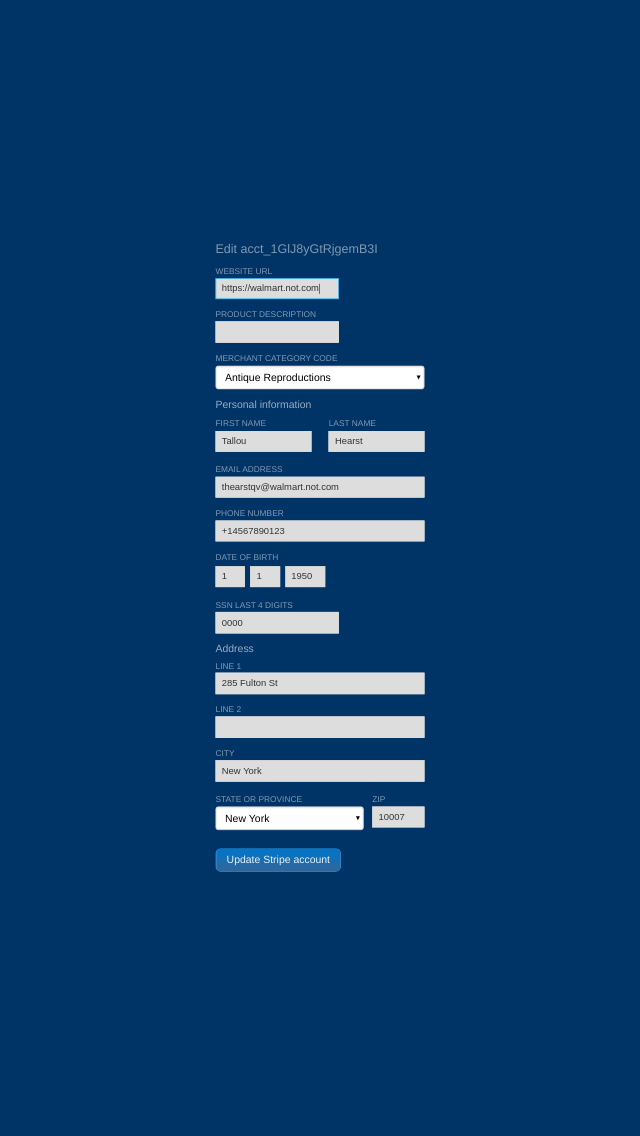 Edit acct_1GlJ8yGtRjgemB3I
WEBSITE URL
https://walmart.not.com
PRODUCT DESCRIPTION
MERCHANT CATEGORY CODE
Antique Reproductions
Personal information
FIRST NAME LAST NAME
Tallou Hearst
EMAIL ADDRESS
thearstqv@walmart.not.com
PHONE NUMBER
+14567890123
DATE OF BIRTH
1 1 1950
SSN LAST 4 DIGITS
0000
Address
LINE 1
285 Fulton St
LINE 2
CITY
New York
STATE OR PROVINCE ZIP
New York 10007
Update Stripe account